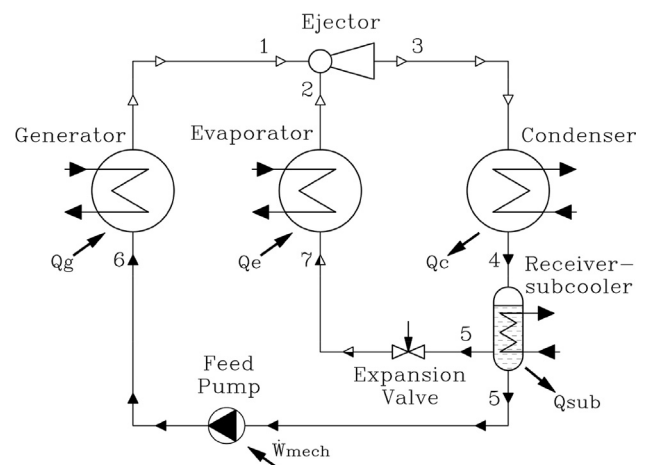 Ejector
1
3
2
Generator
Evaporator
Condenser
Qg
6
Qe
7
Qc
4
Receiver-
subcooler
5
Expansion
Valve
Feed
Pump
5
Qsub
Ẇmech